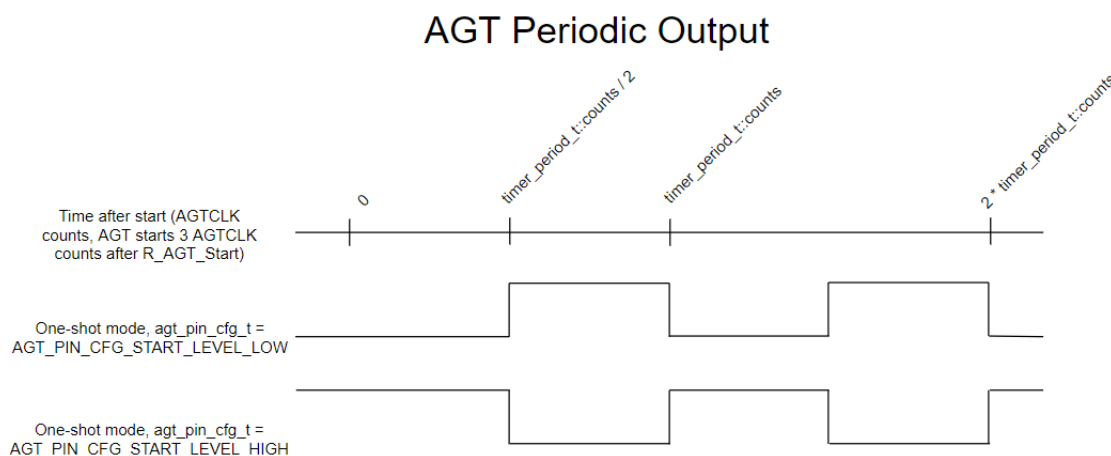 AGT Periodic Output
0
timer_period_t::counts / 2
timer_period_t::counts
2 * timer_period_t::counts
Time after start (AGTCLK
counts, AGT starts 3 AGTCLK
counts after R_AGT_Start)
One-shot mode, agt_pin_cfg_t =
AGT_PIN_CFG_START_LEVEL_LOW
One-shot mode, agt_pin_cfg_t =
AGT_PIN_CFG_START_LEVEL_HIGH